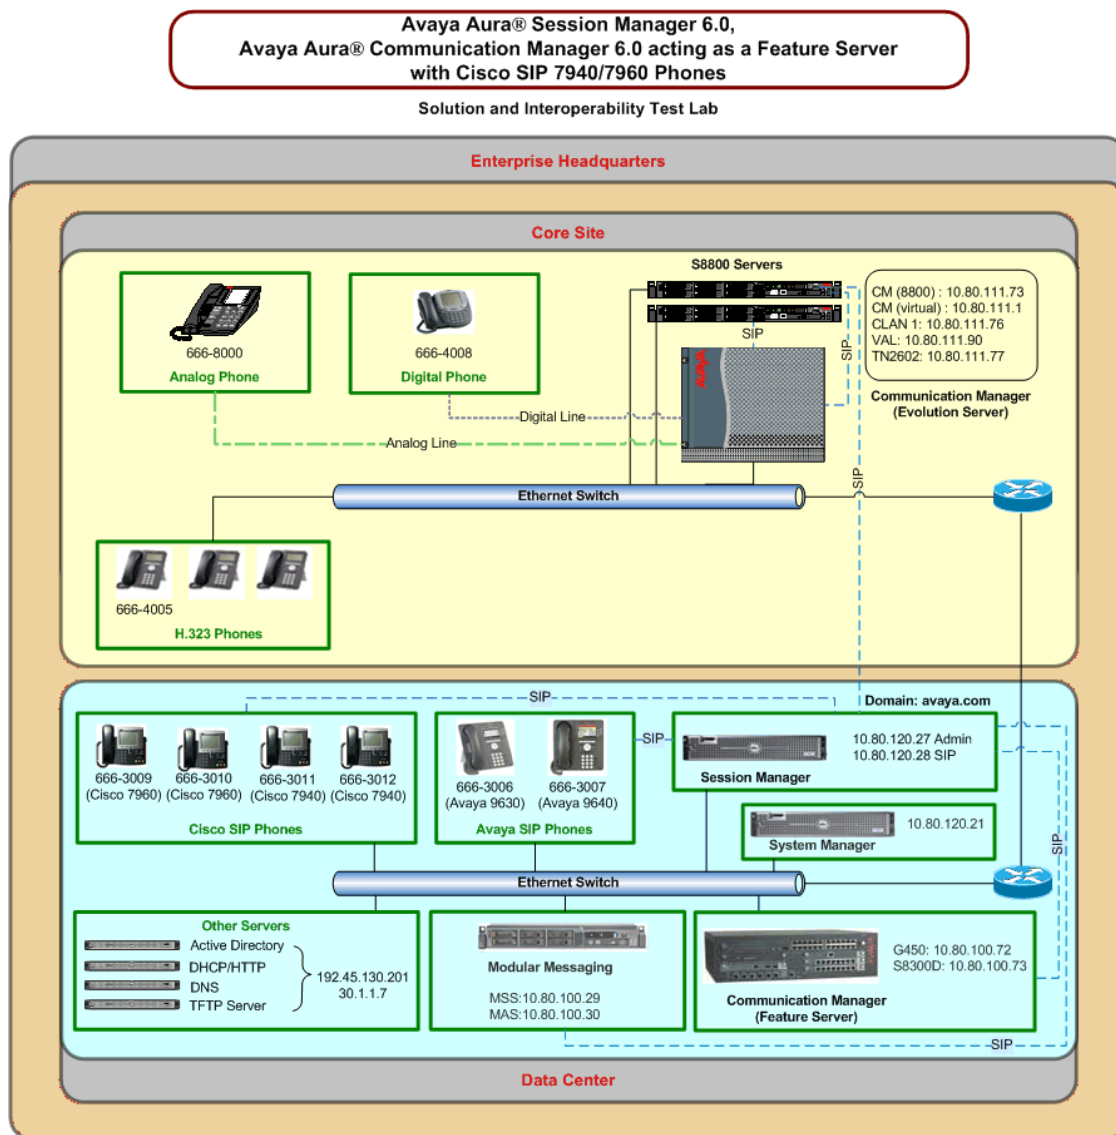 Avaya Aura® Session Manager 6.0,
Avaya Aura® Communication Manager 6.0 acting as a Feature Server
with Cisco SIP 7940/7960 Phones
Solution and Interoperability Test Lab
Enterprise Headquarters
Core Site
666-8000
Analog Phone
666-4008
Digital Phone
S8800 Servers
SIP
SIP
SIP
AVAYA
CM (8800) : 10.80.111.73
CM (virtual) : 10.80.111.1
CLAN 1: 10.80.111.76
VAL: 10.80.111.90
TN2602: 10.80.111.77
Communication Manager
(Evolution Server)
Digital Line
Analog Line
Ethernet Switch
666-4005
H.323 Phones
SIP
Domain: avaya.com
666-3009
(Cisco 7960)
666-3010
(Cisco 7960)
666-3011
(Cisco 7940)
666-3012
(Cisco 7940)
Cisco SIP Phones
666-3006
(Avaya 9630)
666-3007
(Avaya 9640)
Avaya SIP Phones
SIP
10.80.120.27 Admin
10.80.120.28 SIP
Session Manager
10.80.120.21
System Manager
SIP
Ethernet Switch
Other Servers
Active Directory
DHCP/HTTP
DNS
TFTP Server
192.45.130.201
30.1.1.7
Modular Messaging
MSS:10.80.100.29
MAS:10.80.100.30
G450: 10.80.100.72
S8300D: 10.80.100.73
Communication Manager
(Feature Server)
SIP
Data Center